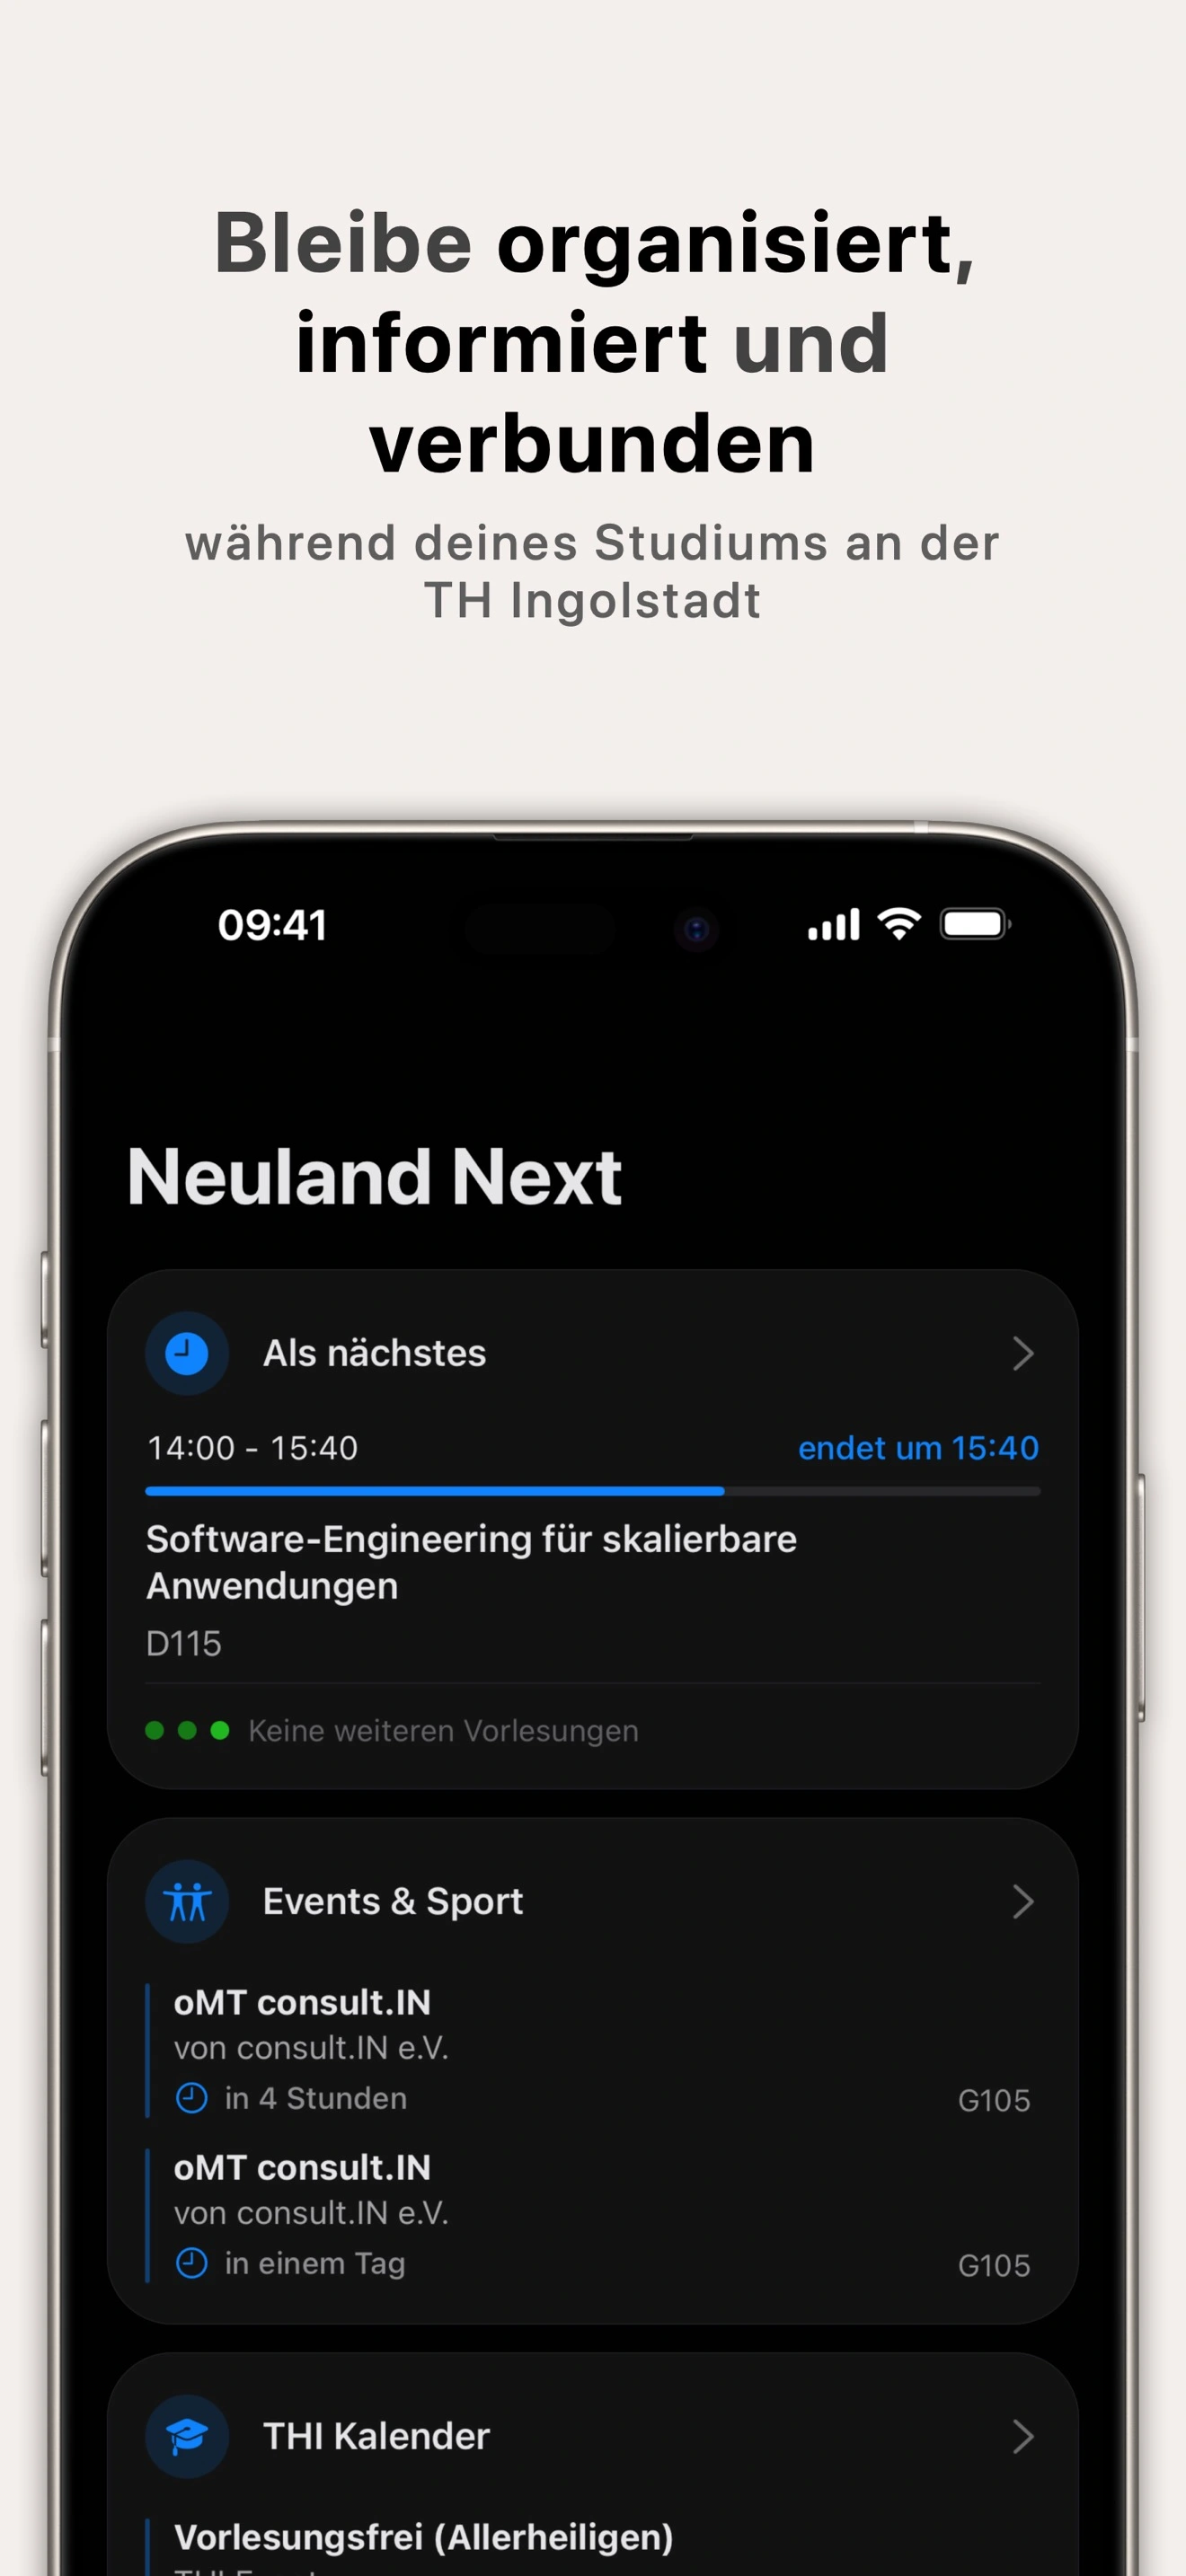 Bleibe organisiert,
informiert und
verbunden
während deines Studiums an der
TH Ingolstadt
09:41
Neuland Next
Als nächstes
14:00 - 15:40
endet um 15:40
Software-Engineering für skalierbare
Anwendungen
D115
Keine weiteren Vorlesungen
Events & Sport
oMT consult.IN
von consult.IN e.V.
in 4 Stunden
G105
oMT consult.IN
von consult.IN e.V.
in einem Tag
G105
THI Kalender
Vorlesungsfrei (Allerheiligen)